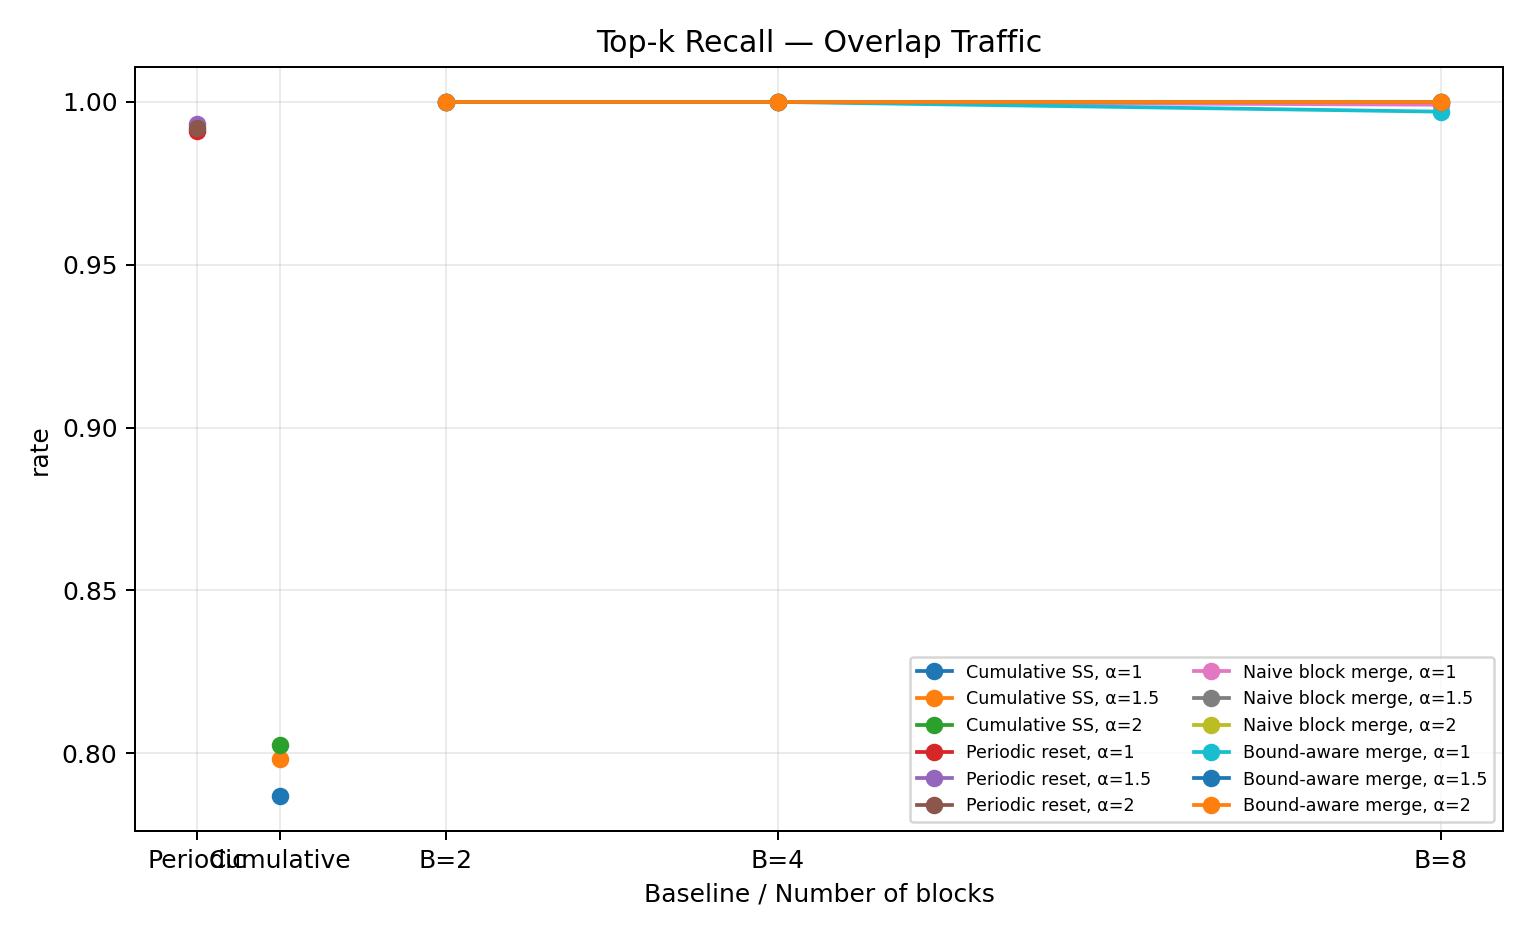 Top-k Recall — Overlap Traffic
rate
1.00
0.95
0.90
0.85
0.80
Cumulative SS, α=1
Cumulative SS, α=1.5
Cumulative SS, α=2
Periodic reset, α=1
Periodic reset, α=1.5
Periodic reset, α=2
Naive block merge, α=1
Naive block merge, α=1.5
Naive block merge, α=2
Bound-aware merge, α=1
Bound-aware merge, α=1.5
Bound-aware merge, α=2
Periodic Cumulative B=2 B=4 B=8
Baseline / Number of blocks